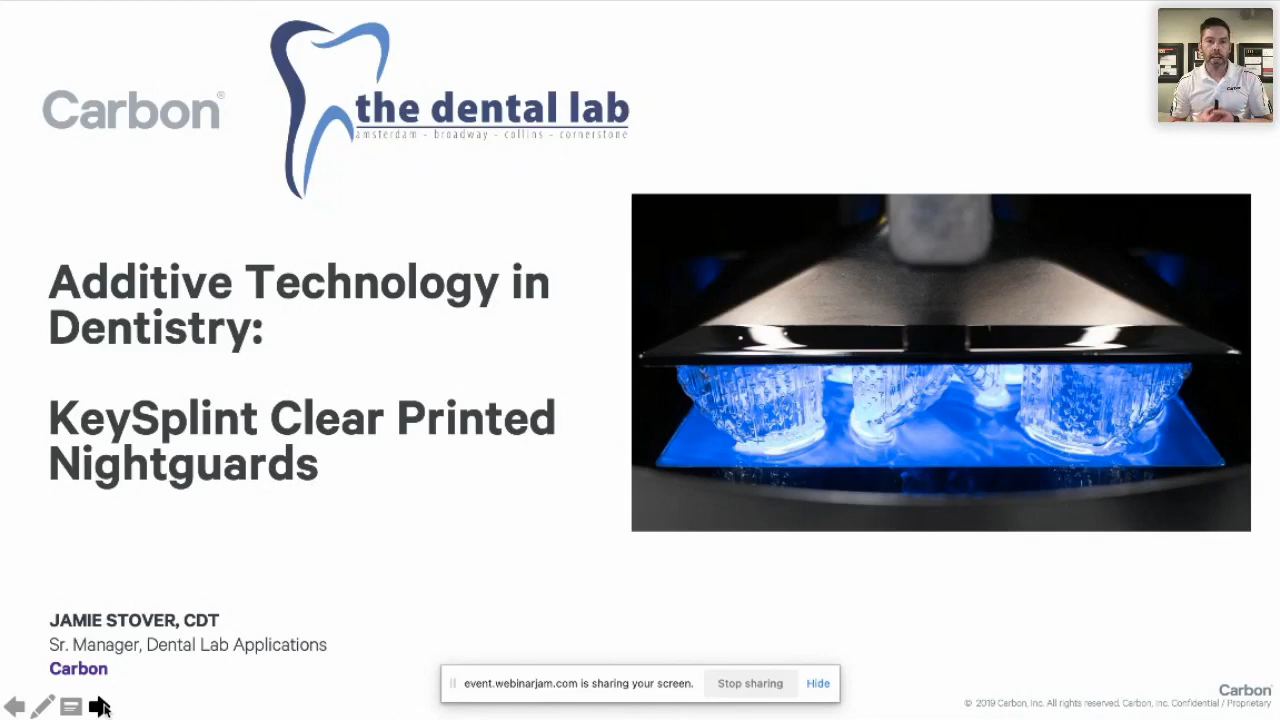 Carbon®
the dental lab
amsterdam - broadway - collins - cornerstone
Additive Technology in
Dentistry:
KeySplint Clear Printed
Nightguards
JAMIE STOVER, CDT
Sr. Manager, Dental Lab Applications
Carbon
event.webinarjam.com is sharing your screen.
Stop sharing
Hide
Carbon
© 2019 Carbon, Inc. All rights reserved. Carbon, Inc. Confidential / Proprietary